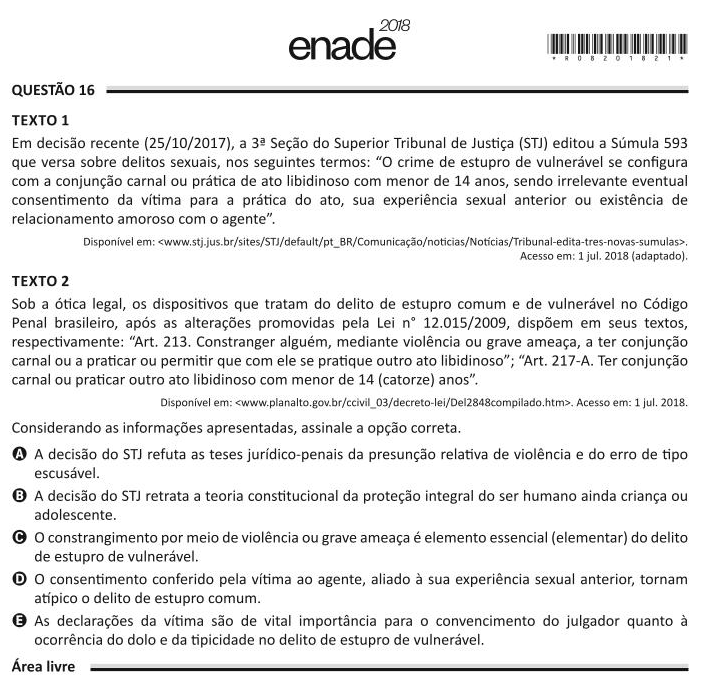 enade 2018
*R0820182​1*
QUESTÃO 16
TEXTO 1
Em decisão recente (25/10/2017), a 3ª Seção do Superior Tribunal de Justiça (STJ) editou a Súmula 593
que versa sobre delitos sexuais, nos seguintes termos: “O crime de estupro de vulnerável se configura
com a conjunção carnal ou prática de ato libidinoso com menor de 14 anos, sendo irrelevante eventual
consentimento da vítima para a prática do ato, sua experiência sexual anterior ou existência de
relacionamento amoroso com o agente”.
Disponível em: <www.stj.jus.br/sites/STJ/default/pt_BR/Comunicação/noticias/Notícias/Tribunal-edita-tres-novas-sumulas>.
Acesso em: 1 jul. 2018 (adaptado).
TEXTO 2
Sob a ótica legal, os dispositivos que tratam do delito de estupro comum e de vulnerável no Código
Penal brasileiro, após as alterações promovidas pela Lei n° 12.015/2009, dispõem em seus textos,
respectivamente: “Art. 213. Constranger alguém, mediante violência ou grave ameaça, a ter conjunção
carnal ou a praticar ou permitir que com ele se pratique outro ato libidinoso”; “Art. 217-A. Ter conjunção
carnal ou praticar outro ato libidinoso com menor de 14 (catorze) anos”.
Disponível em: <www.planalto.gov.br/ccivil_03/decreto-lei/Del2848compilado.htm>. Acesso em: 1 jul. 2018.
Considerando as informações apresentadas, assinale a opção correta.
A A decisão do STJ refuta as teses jurídico-penais da presunção relativa de violência e do erro de tipo
escusável.
B A decisão do STJ retrata a teoria constitucional da proteção integral do ser humano ainda criança ou
adolescente.
C O constrangimento por meio de violência ou grave ameaça é elemento essencial (elementar) do delito
de estupro de vulnerável.
D O consentimento conferido pela vítima ao agente, aliado à sua experiência sexual anterior, tornam
atípico o delito de estupro comum.
E As declarações da vítima são de vital importância para o convencimento do julgador quanto à
ocorrência do dolo e da tipicidade no delito de estupro de vulnerável.
Área livre